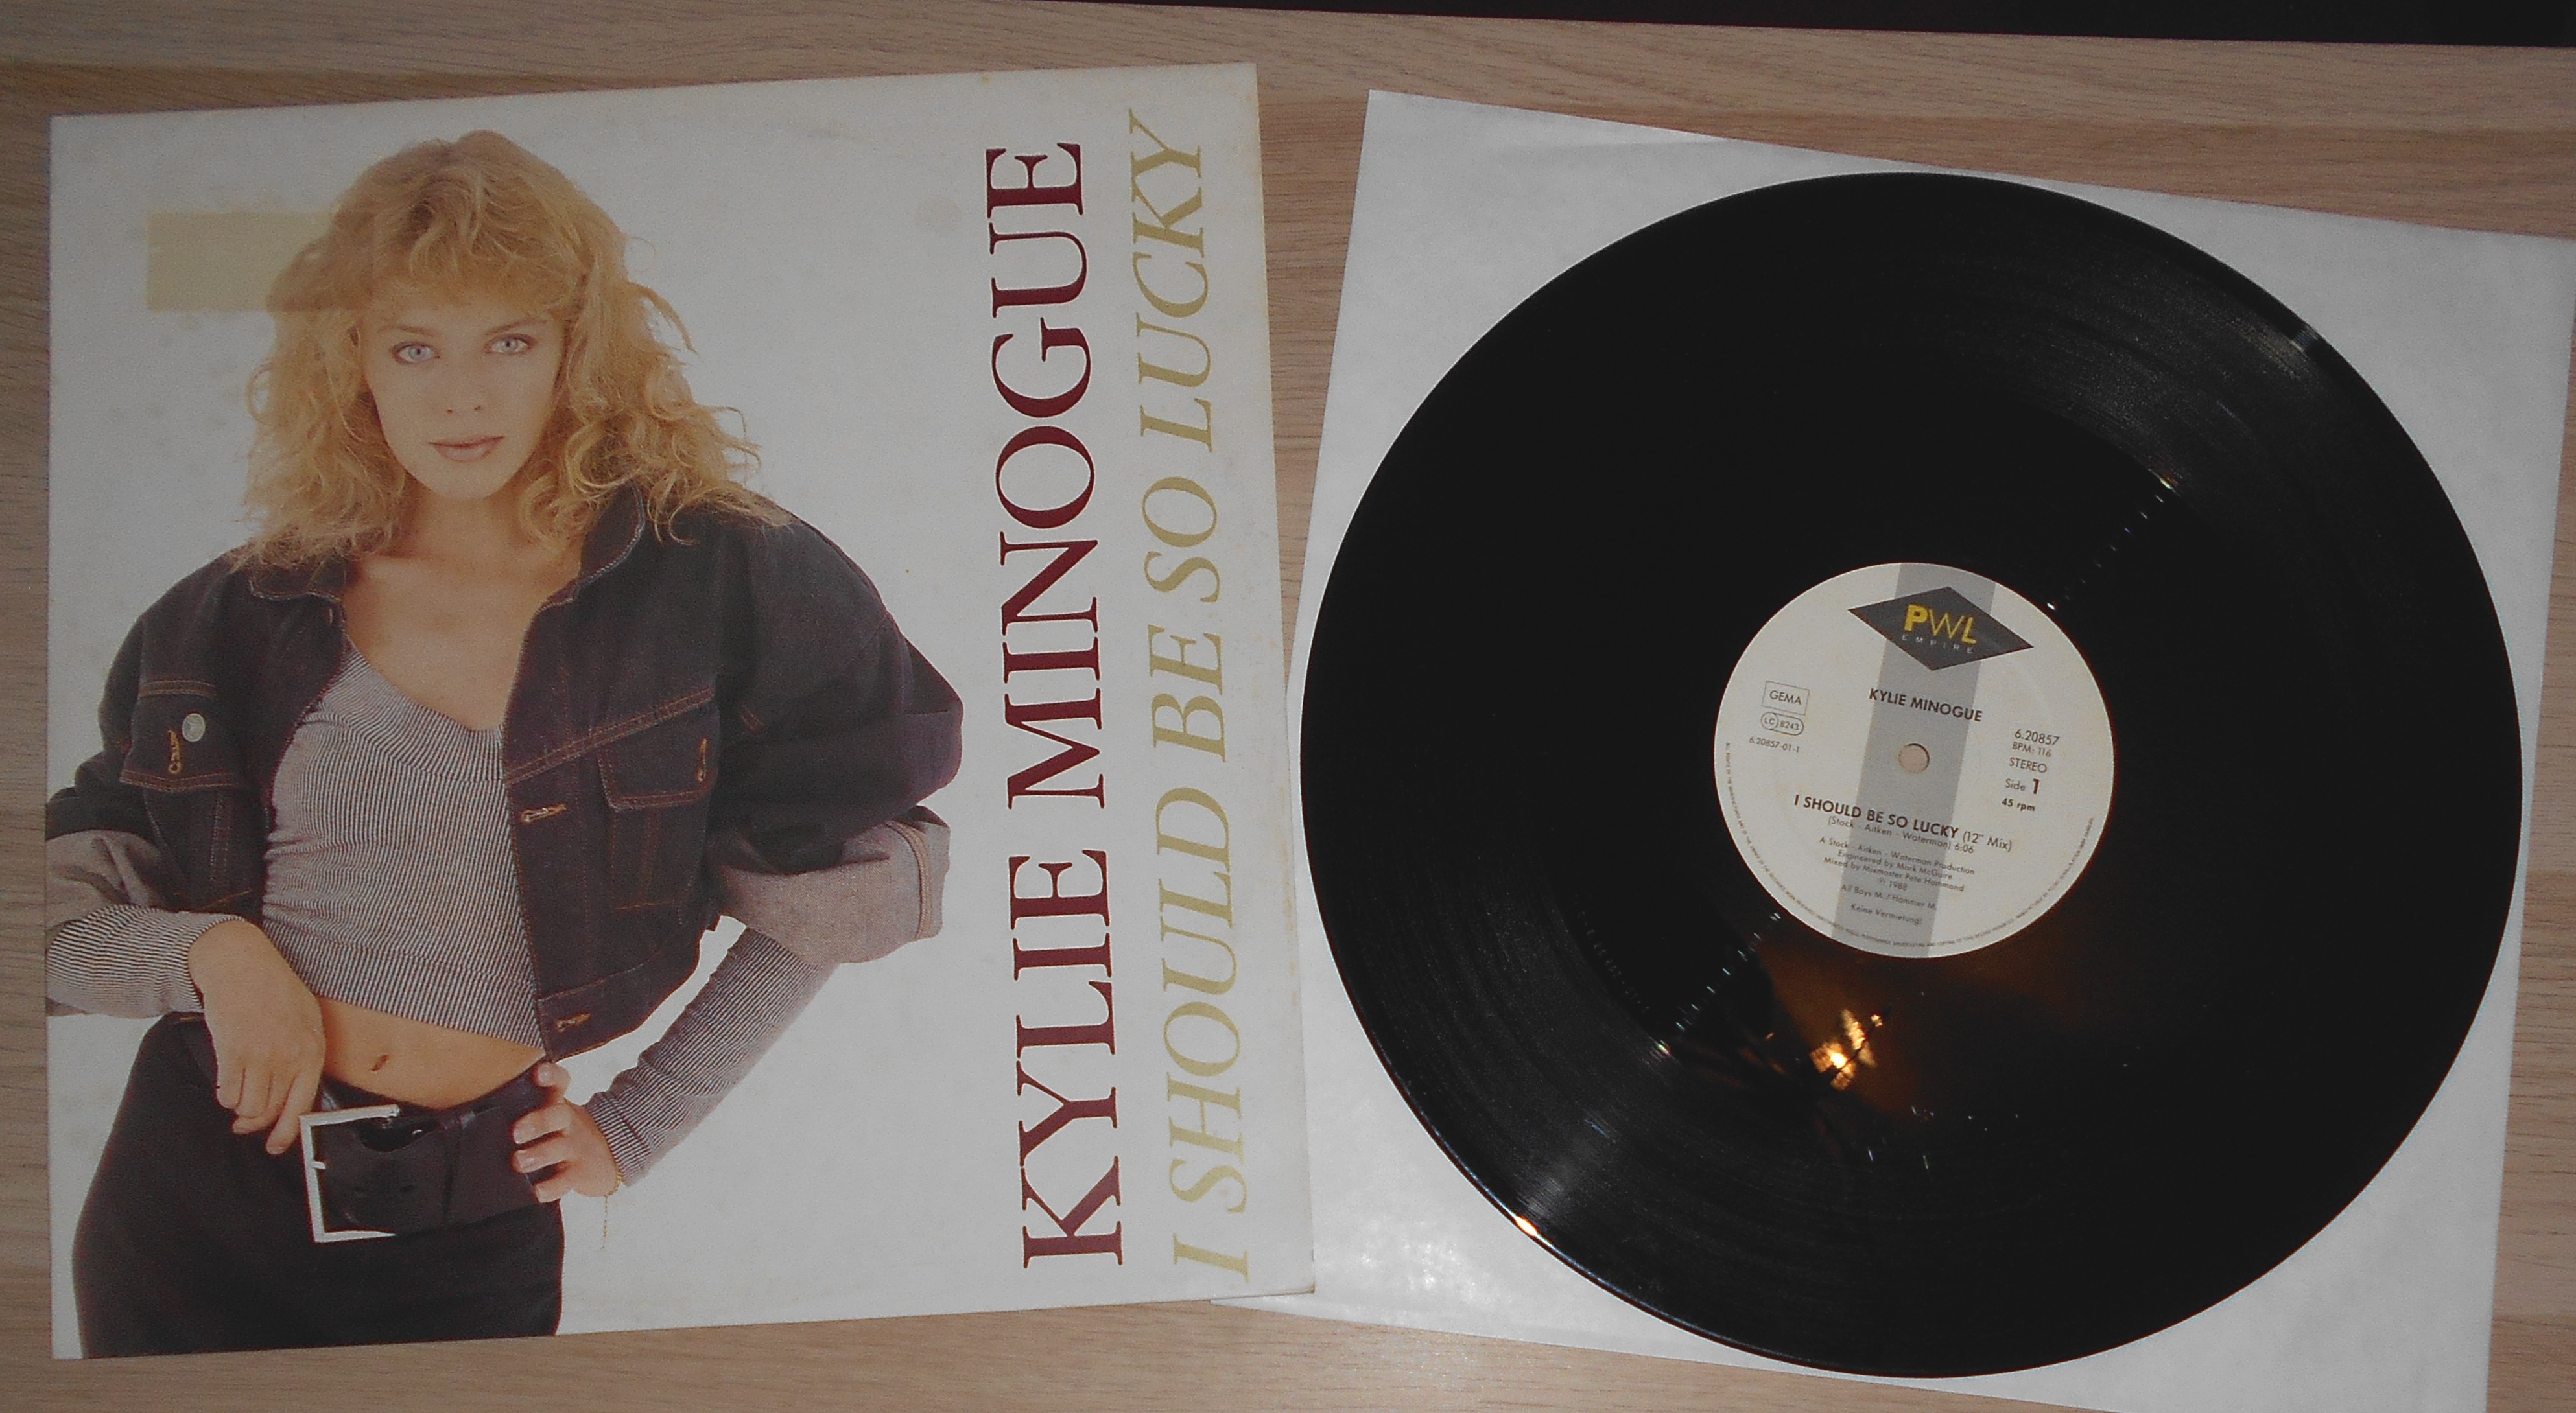 KYLIE MINOGUE
I SHOULD BE SO LUCKY
PWL
EMPIRE
KYLIE MINOGUE
GEMA
LC 8243
6.20857-01-1
6.20857
BPM: 116
STEREO
Side 1
45 rpm
I SHOULD BE SO LUCKY (12" Mix)
(Stock - Aitken - Waterman) 6:06
A Stock - Aitken - Waterman Production
Engineered by Mark McGuire
Mixed by Mixmaster Pete Hammond
℗ 1988
All Boys M. / Hammer M.
Keine Vermietung!